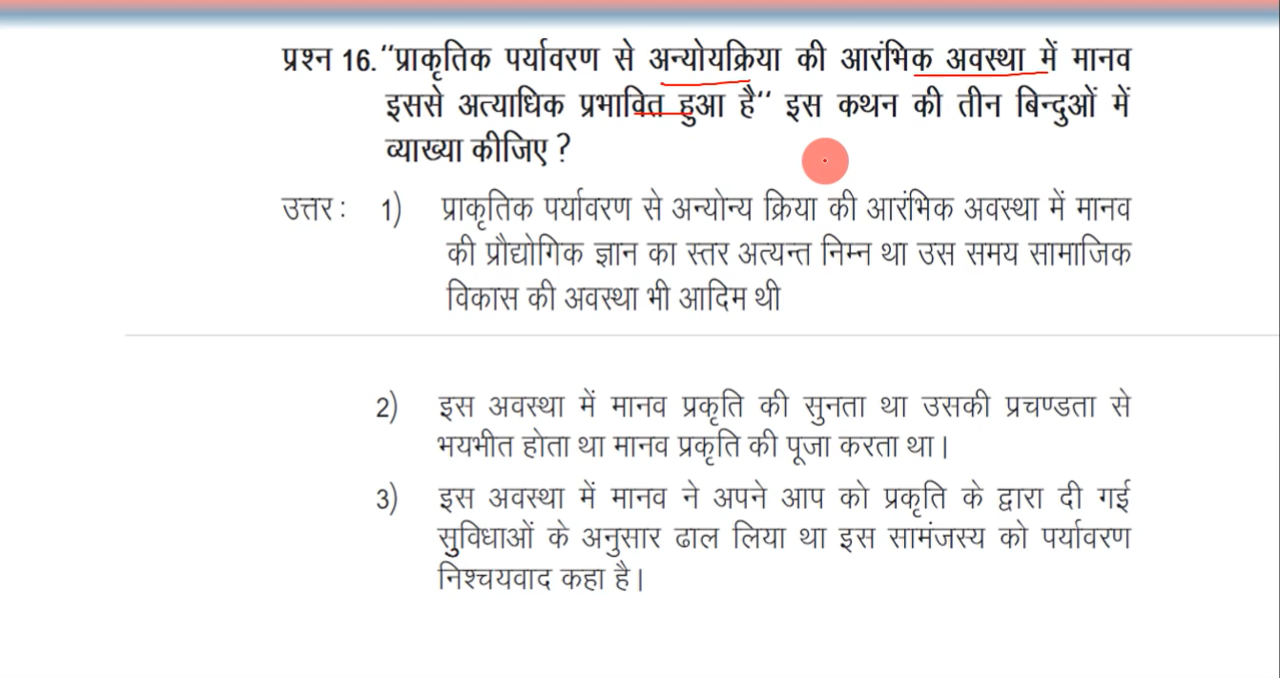 प्रश्न 16. "प्राकृतिक पर्यावरण से अन्योयक्रिया की आरंभिक अवस्था में मानव
इससे अत्याधिक प्रभावित हुआ है" इस कथन की तीन बिन्दुओं में
व्याख्या कीजिए ?
उत्तर : 1) प्राकृतिक पर्यावरण से अन्योन्य क्रिया की आरंभिक अवस्था में मानव
की प्रौद्योगिक ज्ञान का स्तर अत्यन्त निम्न था उस समय सामाजिक
विकास की अवस्था भी आदिम थी
2) इस अवस्था में मानव प्रकृति की सुनता था उसकी प्रचण्डता से
भयभीत होता था मानव प्रकृति की पूजा करता था।
3) इस अवस्था में मानव ने अपने आप को प्रकृति के द्वारा दी गई
सुविधाओं के अनुसार ढाल लिया था इस सामंजस्य को पर्यावरण
निश्चयवाद कहा है।